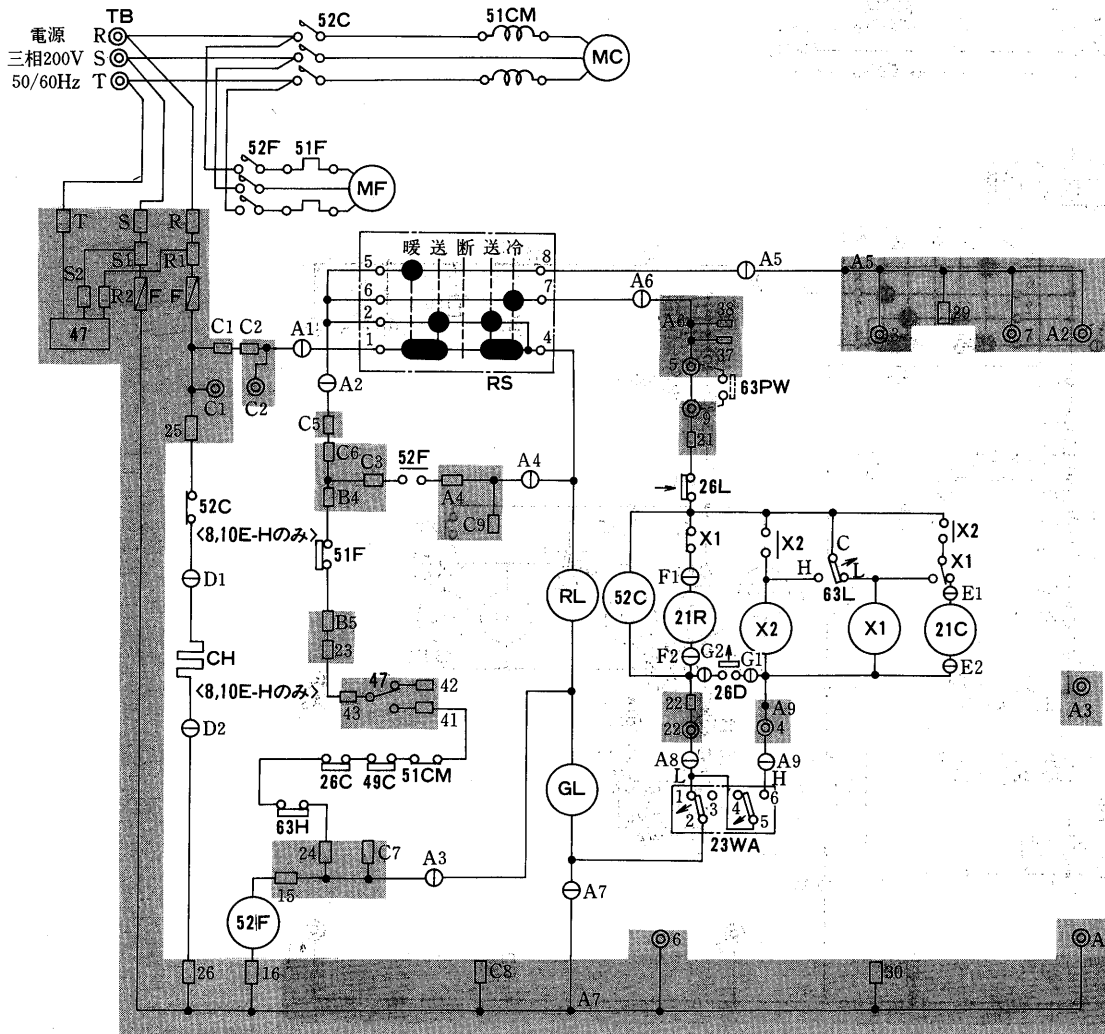 TB
電源 R
三相200V S
50/60Hz T
52C
51CM
MC
52F
51F
MF
T
S
R
S1
R1
S2
R2
F
F
47
C1
C2
A1
C1
C2
25
暖 送 断 送 冷
5
8
6
7
2
1
4
RS
A2
A5
A5
A6
A6
38
37
5
39
7
A2
63PW
9
21
C5
C6
C3
52F
A4
A4
C9
B4
51F
52C
<8,10E-Hのみ>
D1
CH
<8,10E-Hのみ>
D2
26L
X1
X2
C
X2
X1
H
L
63L
F1
E1
RL
52C
21R
X2
X1
21C
F2
G2
G1
E2
26D
B5
23
47
42
43
41
22
22
A9
4
A3
A8
A9
26C
49C
51CM
L
H
GL
1
3
4
6
2
5
23WA
63H
24
C7
A3
15
A7
52F
6
A
26
16
C8
A7
30